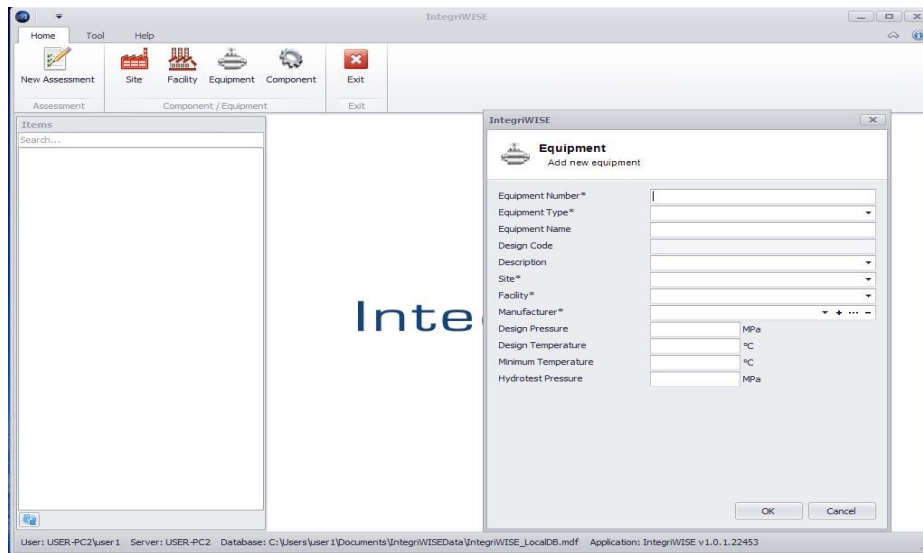 IntegriWISE
Home Tool Help
New Assessment Site Facility Equipment Component Exit
Assessment Component / Equipment Exit
Items
Search...
Inte
IntegriWISE
Equipment
Add new equipment
Equipment Number*
Equipment Type*
Equipment Name
Design Code
Description
Site*
Facility*
Manufacturer*
Design Pressure MPa
Design Temperature °C
Minimum Temperature °C
Hydrotest Pressure MPa
OK Cancel
User: USER-PC2\user1 Server: USER-PC2 Database: C:\Users\user1\Documents\IntegriWISEData\IntegriWISE_LocalDB.mdf Application: IntegriWISE v1.0.1.22453